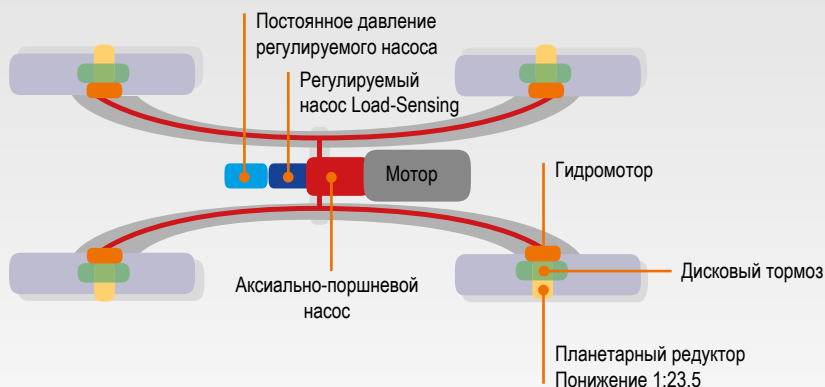 Постоянное давление
регулируемого насоса
Регулируемый
насос Load-Sensing
Мотор
Гидромотор
Аксиально-поршневой
насос
Дисковый тормоз
Планетарный редуктор
Понижение 1:23,5